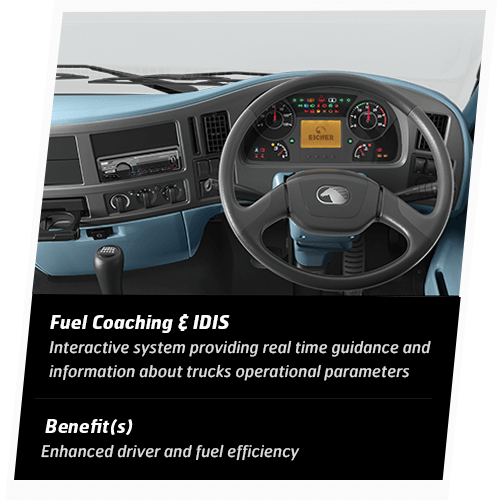 EICHER
Fuel Coaching & IDIS
Interactive system providing real time guidance and
information about trucks operational parameters
Benefit(s)
Enhanced driver and fuel efficiency